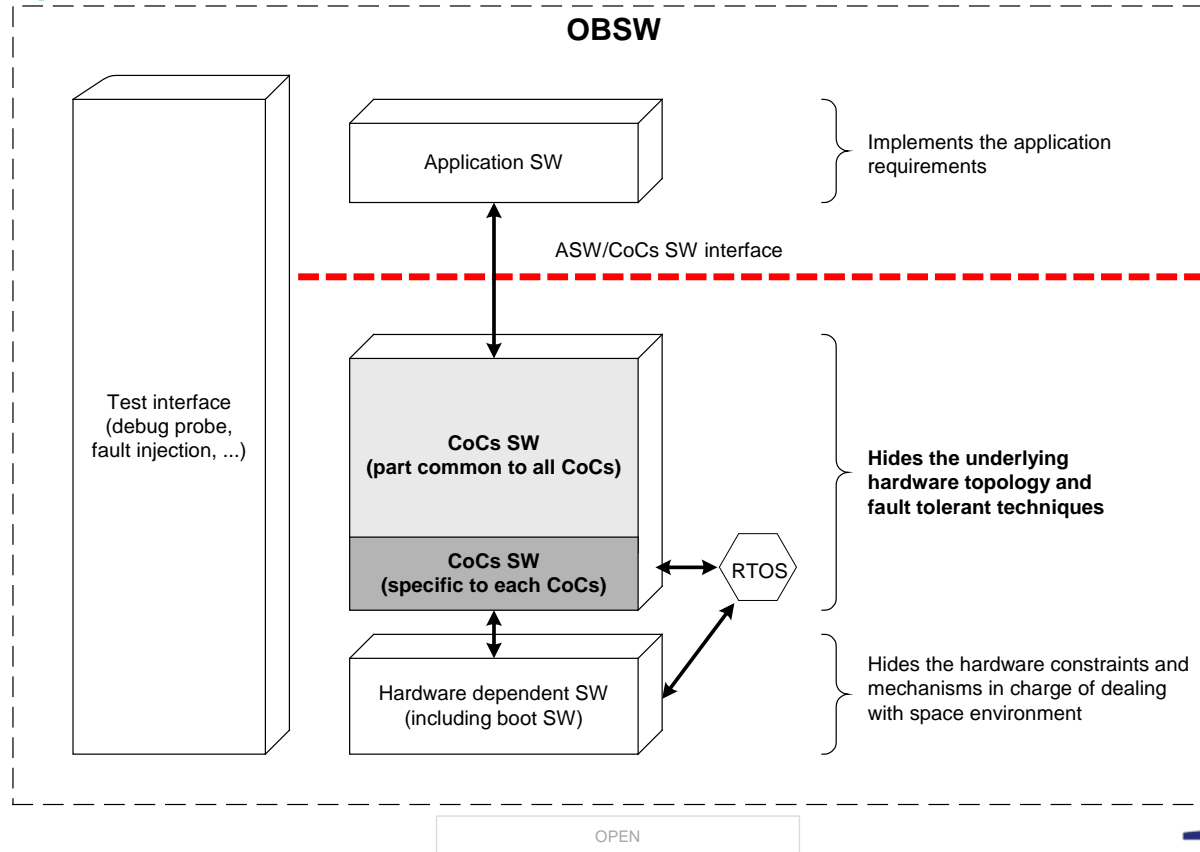 OBSW
Application SW
Implements the application
requirements
ASW/CoCs SW interface
Test interface
(debug probe,
fault injection, ...)
CoCs SW
(part common to all CoCs)
Hides the underlying
hardware topology and
fault tolerant techniques
CoCs SW
(specific to each CoCs)
RTOS
Hardware dependent SW
(including boot SW)
Hides the hardware constraints and
mechanisms in charge of dealing
with space environment
OPEN